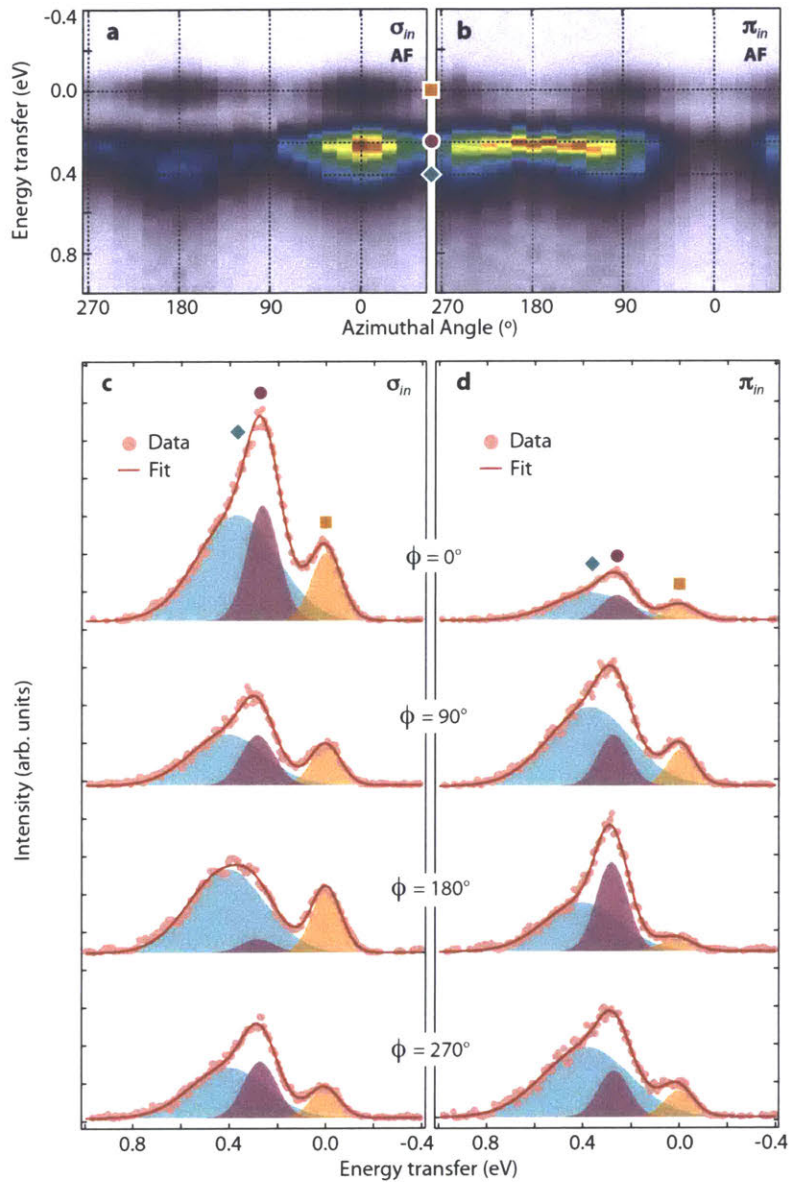 a σin AF
b πin AF
-0.4
0.0
0.4
0.8
Energy transfer (eV)
270 180 90 0 270 180 90 0
Azimuthal Angle (º)
c σin
Data
Fit
d πin
Data
Fit
ϕ = 0°
ϕ = 90°
ϕ = 180°
ϕ = 270°
Intensity (arb. units)
0.8 0.4 0.0 -0.4 0.8 0.4 0.0 -0.4
Energy transfer (eV)